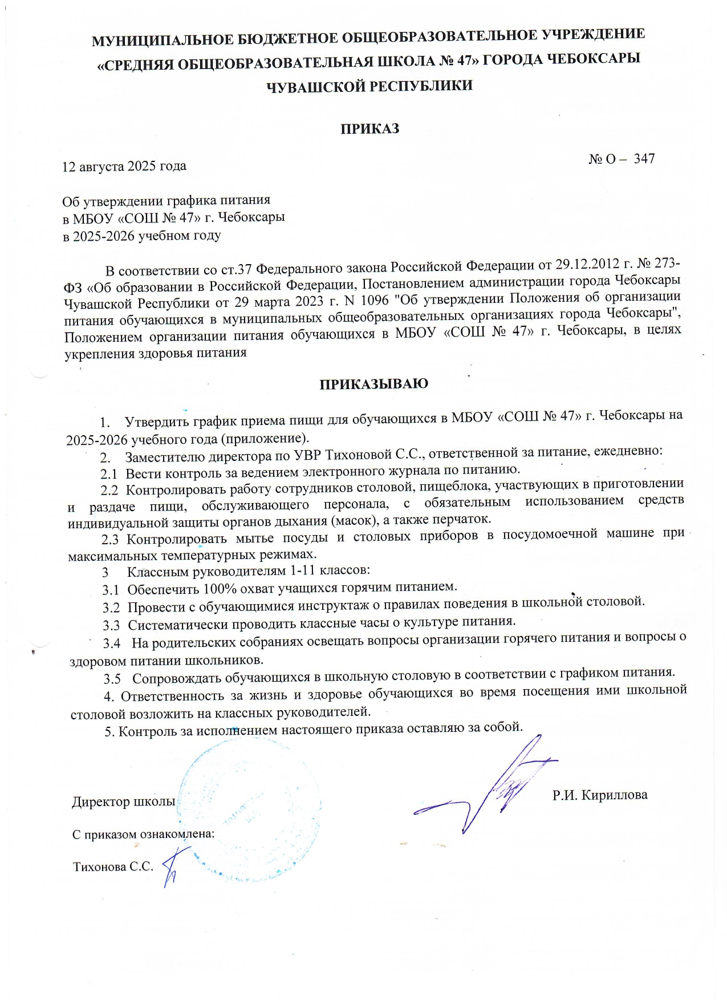 МУНИЦИПАЛЬНОЕ БЮДЖЕТНОЕ ОБЩЕОБРАЗОВАТЕЛЬНОЕ УЧРЕЖДЕНИЕ
«СРЕДНЯЯ ОБЩЕОБРАЗОВАТЕЛЬНАЯ ШКОЛА № 47» ГОРОДА ЧЕБОКСАРЫ
ЧУВАШСКОЙ РЕСПУБЛИКИ
ПРИКАЗ
12 августа 2025 года № О – 347
Об утверждении графика питания
в МБОУ «СОШ № 47» г. Чебоксары
в 2025-2026 учебном году
В соответствии со ст.37 Федерального закона Российской Федерации от 29.12.2012 г. № 273-
ФЗ «Об образовании в Российской Федерации, Постановлением администрации города Чебоксары
Чувашской Республики от 29 марта 2023 г. N 1096 "Об утверждении Положения об организации
питания обучающихся в муниципальных общеобразовательных организациях города Чебоксары",
Положением организации питания обучающихся в МБОУ «СОШ № 47» г. Чебоксары, в целях
укрепления здоровья питания
ПРИКАЗЫВАЮ
1. Утвердить график приема пищи для обучающихся в МБОУ «СОШ № 47» г. Чебоксары на
2025-2026 учебного года (приложение).
2. Заместителю директора по УВР Тихоновой С.С., ответственной за питание, ежедневно:
2.1 Вести контроль за ведением электронного журнала по питанию.
2.2 Контролировать работу сотрудников столовой, пищеблока, участвующих в приготовлении
и раздаче пищи, обслуживающего персонала, с обязательным использованием средств
индивидуальной защиты органов дыхания (масок), а также перчаток.
2.3 Контролировать мытье посуды и столовых приборов в посудомоечной машине при
максимальных температурных режимах.
3 Классным руководителям 1-11 классов:
3.1 Обеспечить 100% охват учащихся горячим питанием.
3.2 Провести с обучающимися инструктаж о правилах поведения в школьной столовой.
3.3 Систематически проводить классные часы о культуре питания.
3.4 На родительских собраниях освещать вопросы организации горячего питания и вопросы о
здоровом питании школьников.
3.5 Сопровождать обучающихся в школьную столовую в соответствии с графиком питания.
4. Ответственность за жизнь и здоровье обучающихся во время посещения ими школьной
столовой возложить на классных руководителей.
5. Контроль за исполнением настоящего приказа оставляю за собой.
Директор школы Р.И. Кириллова
С приказом ознакомлена:
Тихонова С.С.